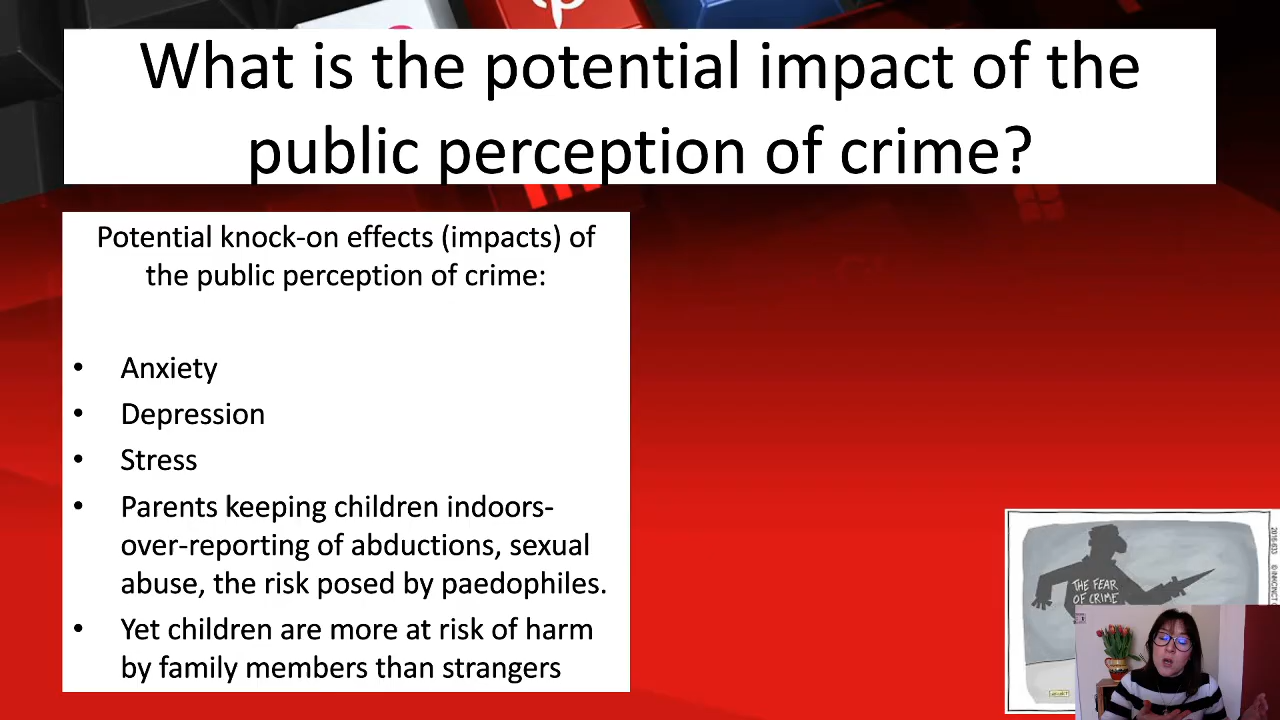 What is the potential impact of the
public perception of crime?
Potential knock-on effects (impacts) of
the public perception of crime:
• Anxiety
• Depression
• Stress
• Parents keeping children indoors-
over-reporting of abductions, sexual
abuse, the risk posed by paedophiles.
• Yet children are more at risk of harm
by family members than strangers
THE FEAR
OF CRIME